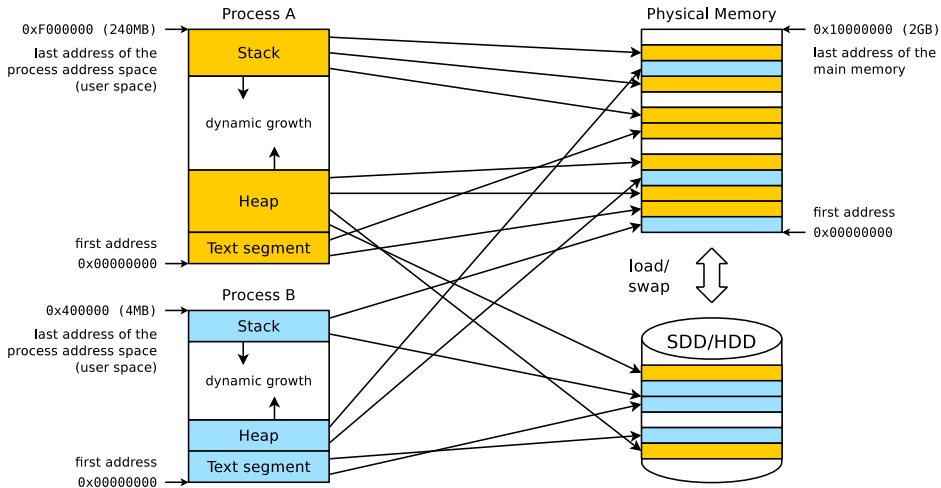 Process A
0xF000000 (240MB)
last address of the
process address space
(user space)
Stack
dynamic growth
Heap
Text segment
first address
0x00000000
Process B
0x400000 (4MB)
last address of the
process address space
(user space)
Stack
dynamic growth
Heap
Text segment
first address
0x00000000
Physical Memory
0x10000000 (2GB)
last address of the
main memory
first address
0x00000000
load/
swap
SDD/HDD